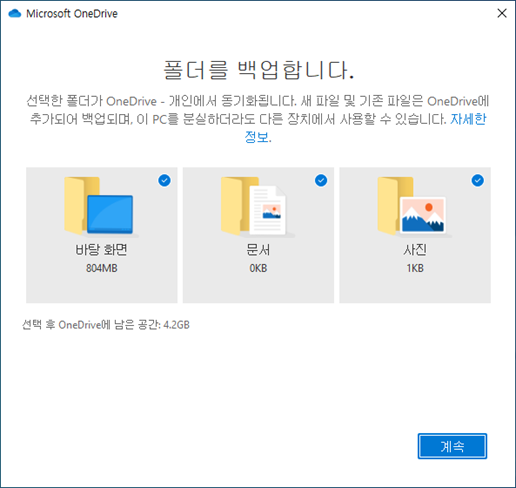 Microsoft OneDrive
폴더를 백업합니다.
선택한 폴더가 OneDrive - 개인에서 동기화됩니다. 새 파일 및 기존 파일은 OneDrive에
추가되어 백업되며, 이 PC를 분실하더라도 다른 장치에서 사용할 수 있습니다. 자세한
정보.
바탕 화면
804MB
문서
0KB
사진
1KB
선택 후 OneDrive에 남은 공간: 4.2GB
계속